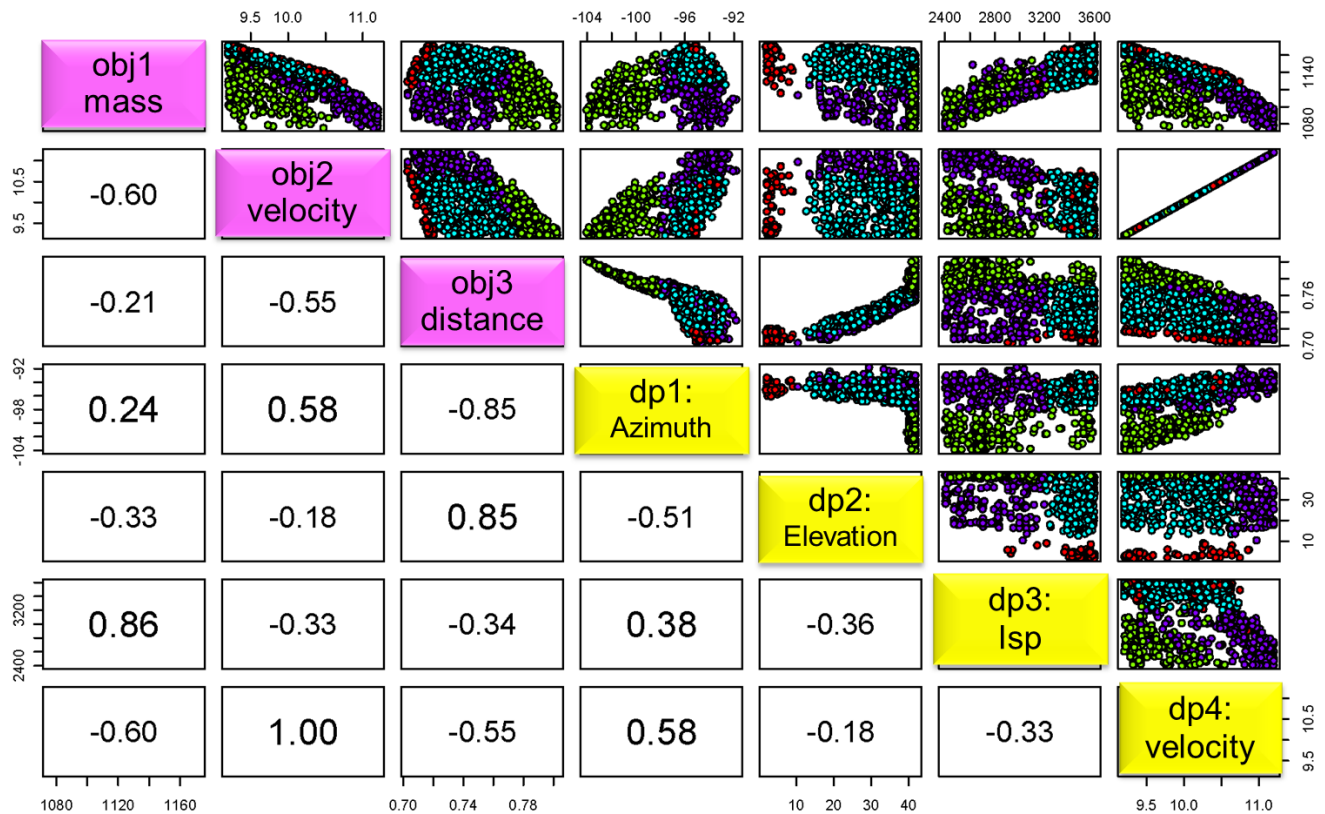 9.5 10.0 11.0 -104 -100 -96 -92 2400 2800 3200 3600
obj1
mass
1080 1140
-0.60
obj2
velocity
9.5 10.5
-0.21 -0.55
obj3
distance
0.70 0.76
0.24 0.58 -0.85
dp1:
Azimuth
-104 -98 -92
-0.33 -0.18 0.85 -0.51
dp2:
Elevation
10 30
0.86 -0.33 -0.34 0.38 -0.36
dp3:
Isp
2400 3200
-0.60 1.00 -0.55 0.58 -0.18 -0.33
dp4:
velocity
9.5 10.5
1080 1120 1160 0.70 0.74 0.78 10 20 30 40 9.5 10.0 11.0